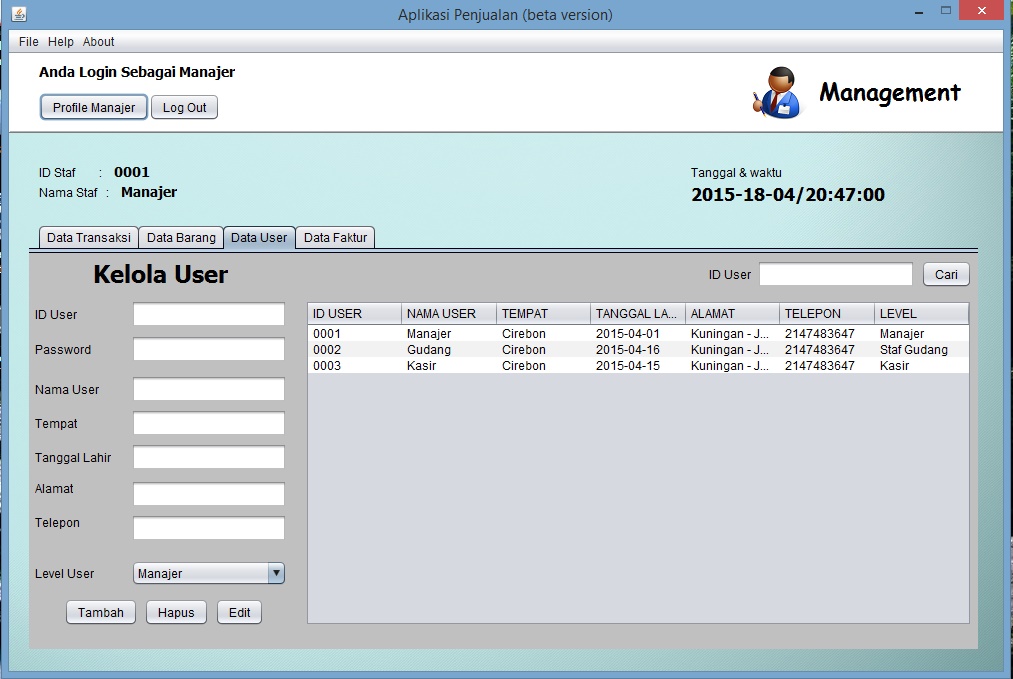 Aplikasi Penjualan (beta version)
File Help About
Anda Login Sebagai Manajer
Profile Manajer Log Out
Management
ID Staf : 0001
Nama Staf : Manajer
Tanggal & waktu
2015-18-04/20:47:00
Data Transaksi Data Barang Data User Data Faktur
Kelola User
ID User Cari
ID User
Password
Nama User
Tempat
Tanggal Lahir
Alamat
Telepon
Level User Manajer
Tambah Hapus Edit
ID USER NAMA USER TEMPAT TANGGAL LA... ALAMAT TELEPON LEVEL
0001 Manajer Cirebon 2015-04-01 Kuningan - J... 2147483647 Manajer
0002 Gudang Cirebon 2015-04-16 Kuningan - J... 2147483647 Staf Gudang
0003 Kasir Cirebon 2015-04-15 Kuningan - J... 2147483647 Kasir